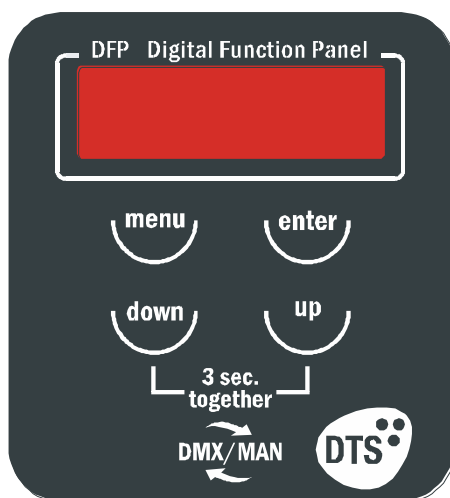 DFP Digital Function Panel
menu enter
down up
3 sec.
together
DMX/MAN
DTS